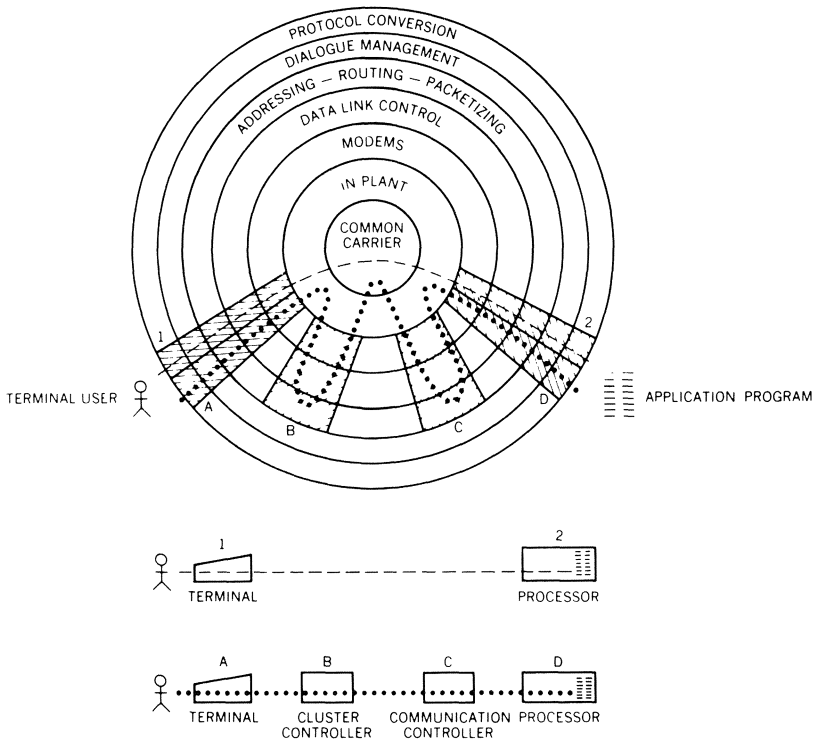 PROTOCOL CONVERSION
DIALOGUE MANAGEMENT
ADDRESSING — ROUTING — PACKETIZING
DATA LINK CONTROL
MODEMS
IN PLANT
COMMON
CARRIER
1
2
TERMINAL USER
A
B
C
D
APPLICATION PROGRAM
1
2
TERMINAL
PROCESSOR
A
B
C
D
TERMINAL
CLUSTER
CONTROLLER
COMMUNICATION
CONTROLLER
PROCESSOR